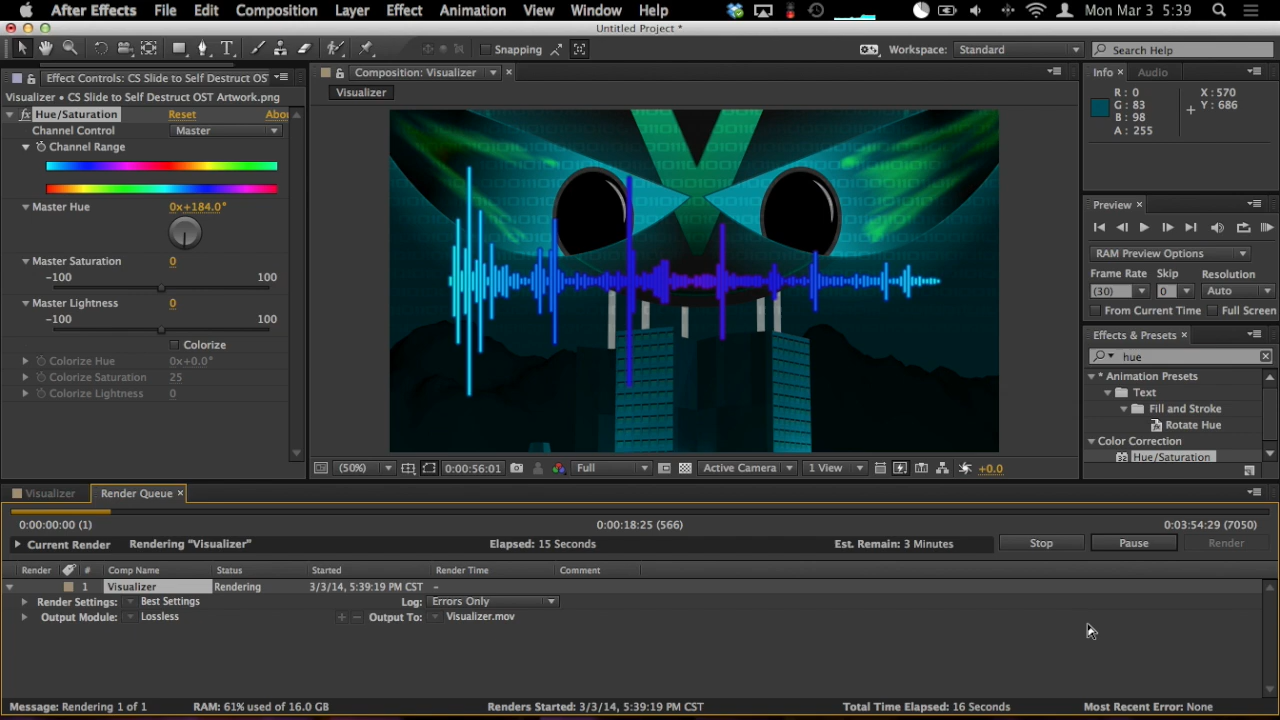 After Effects File Edit Composition Layer Effect Animation View Window Help Mon Mar 3 5:39
Untitled Project *
Snapping Workspace: Standard Search Help
Effect Controls: CS Slide to Self Destruct OST
Visualizer • CS Slide to Self Destruct OST Artwork.png
fx Hue/Saturation Reset Abou
Channel Control Master
Channel Range
Master Hue 0x+184.0°
Master Saturation 0
-100 100
Master Lightness 0
-100 100
Colorize
Colorize Hue 0x+0.0°
Colorize Saturation 25
Colorize Lightness 0
Composition: Visualizer
Visualizer
(50%) 0:00:56:01 Full Active Camera 1 View +0.0
Info Audio
R: 0 X: 570
G: 83 Y: 686
B: 98
A: 255
Preview
RAM Preview Options
Frame Rate Skip Resolution
(30) 0 Auto
From Current Time Full Screen
Effects & Presets
hue
* Animation Presets
Text
Fill and Stroke
Rotate Hue
Color Correction
32 Hue/Saturation
Visualizer Render Queue
0:00:00:00 (1) 0:00:18:25 (566) 0:03:54:29 (7050)
Current Render Rendering "Visualizer" Elapsed: 15 Seconds Est. Remain: 3 Minutes Stop Pause Render
Render # Comp Name Status Started Render Time Comment
1 Visualizer Rendering 3/3/14, 5:39:19 PM CST -
Render Settings: Best Settings Log: Errors Only
Output Module: Lossless + − Output To: Visualizer.mov
Message: Rendering 1 of 1 RAM: 61% used of 16.0 GB Renders Started: 3/3/14, 5:39:19 PM CST Total Time Elapsed: 16 Seconds Most Recent Error: None